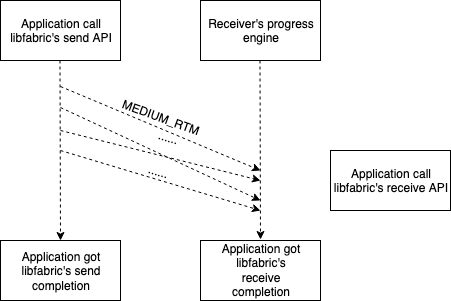 Application call
libfabric's send API
Receiver's progress
engine
MEDIUM_RTM
......
......
Application call
libfabric's receive API
Application got
libfabric's send
completion
Application got
libfabric's
receive
completion